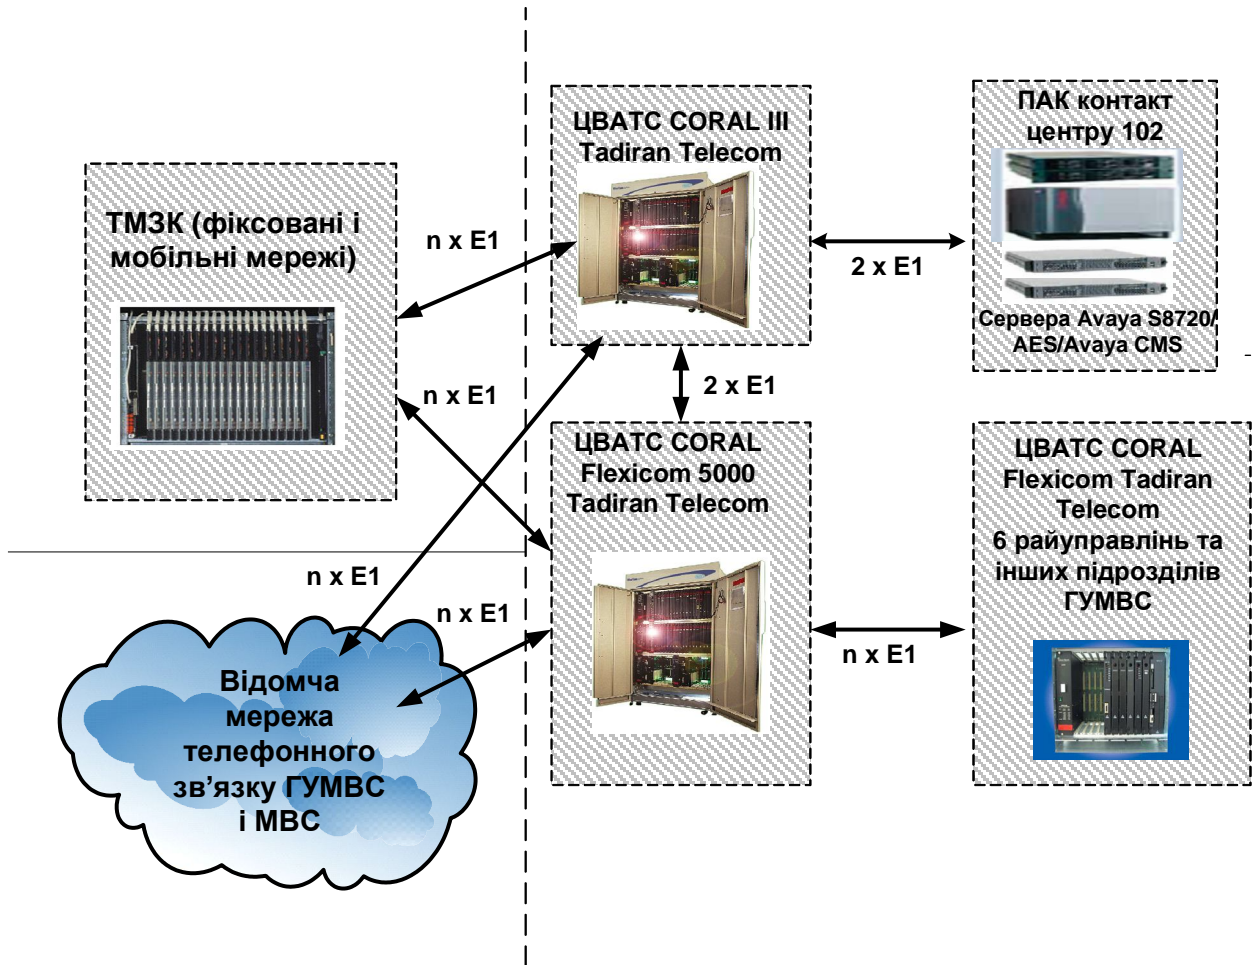 ЦВАТС CORAL III
Tadiran Telecom
ПАК контакт
центру 102
Сервера Avaya S8720/
AES/Avaya CMS
ТМЗК (фіксовані і
мобільні мережі)
n x E1
2 x E1
n x E1
2 x E1
ЦВАТС CORAL
Flexicom 5000
Tadiran Telecom
ЦВАТС CORAL
Flexicom Tadiran
Telecom
6 райуправлінь та
інших підрозділів
ГУМВС
n x E1
n x E1
n x E1
Відомча
мережа
телефонного
зв’язку ГУМВС
і МВС